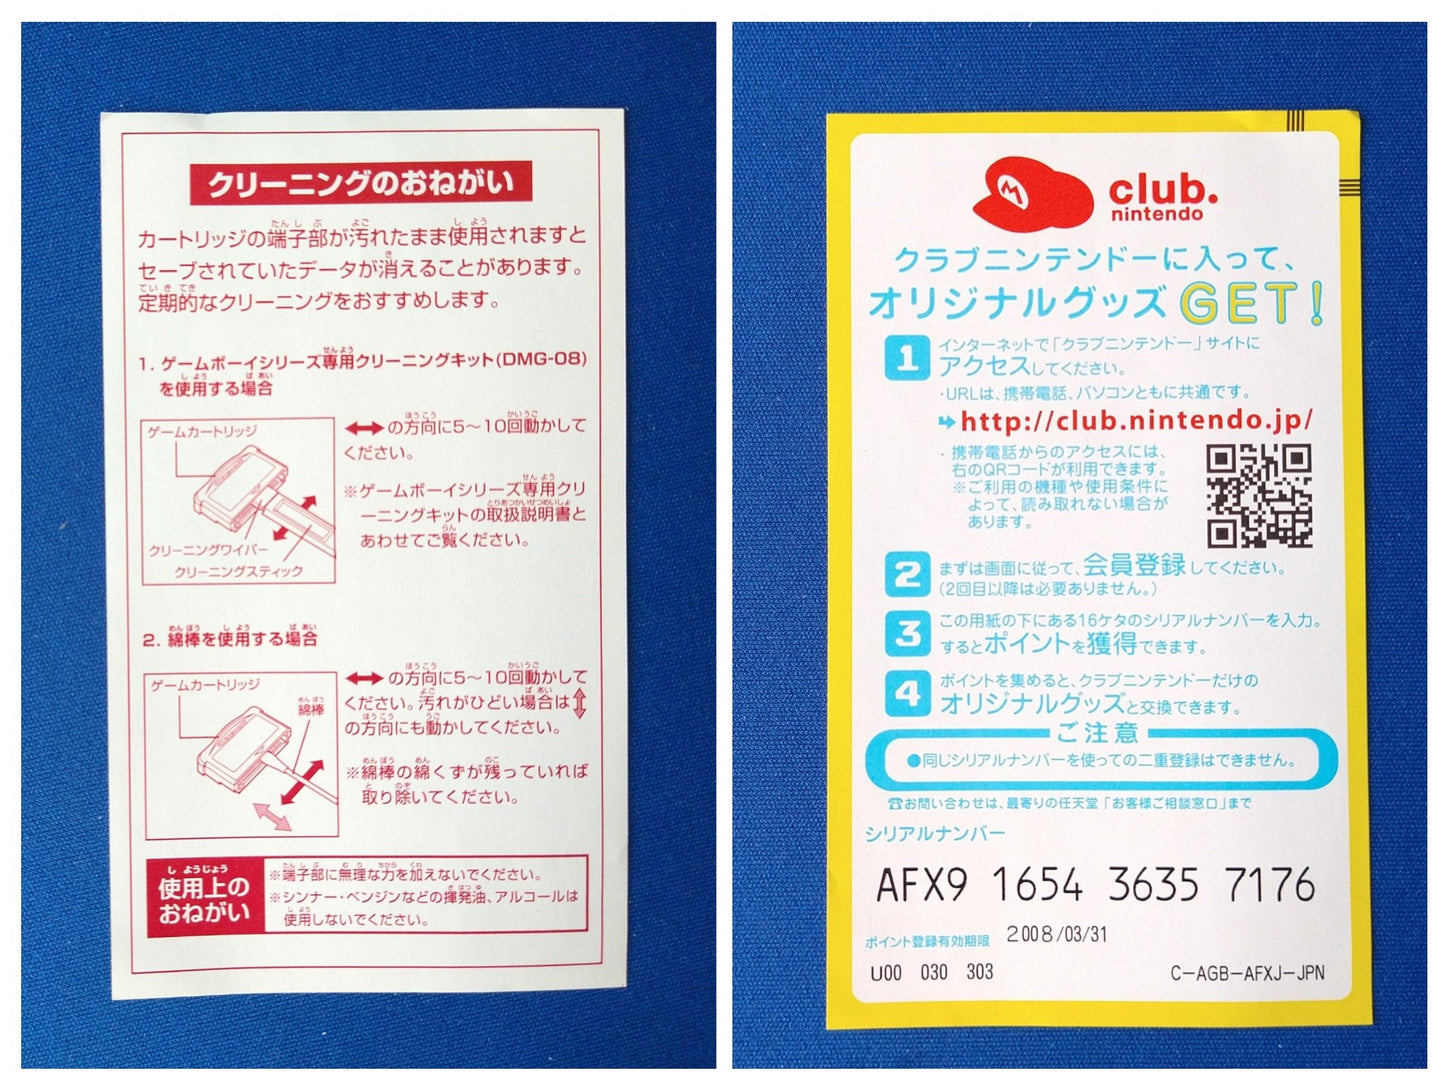 クリーニングのおねがい
カートリッジの端子部が汚れたまま使用されますと
セーブされていたデータが消えることがあります。
定期的なクリーニングをおすすめします。
1. ゲームボーイシリーズ専用クリーニングキット(DMG-08)
を使用する場合
ゲームカートリッジ
クリーニングワイパー
クリーニングスティック
の方向に5〜10回動かして
ください。
※ゲームボーイシリーズ専用クリ
ーニングキットの取扱説明書と
あわせてご覧ください。
2. 綿棒を使用する場合
ゲームカートリッジ
綿棒
の方向に5〜10回動かして
ください。汚れがひどい場合は
の方向にも動かしてください。
※綿棒の綿くずが残っていれば
取り除いてください。
使用上の
おねがい
※端子部に無理な力を加えないでください。
※シンナー・ベンジンなどの揮発油、アルコールは
使用しないでください。
M
club.
nintendo
クラブニンテンドーに入って、
オリジナルグッズGET!
1 インターネットで「クラブニンテンドー」サイトに
アクセスしてください。
・URLは、携帯電話、パソコンともに共通です。
http://club.nintendo.jp/
・携帯電話からのアクセスには、
右のQRコードが利用できます。
※ご利用の機種や使用条件に
よって、読み取れない場合が
あります。
2 まずは画面に従って、会員登録してください。
(2回目以降は必要ありません。)
3 この用紙の下にある16ケタのシリアルナンバーを入力。
するとポイントを獲得できます。
4 ポイントを集めると、クラブニンテンドーだけの
オリジナルグッズと交換できます。
ご注意
●同じシリアルナンバーを使っての二重登録はできません。
☎お問い合わせは、最寄りの任天堂「お客様ご相談窓口」まで
シリアルナンバー
AFX9 1654 3635 7176
ポイント登録有効期限 2008/03/31
U00 030 303 C-AGB-AFXJ-JPN